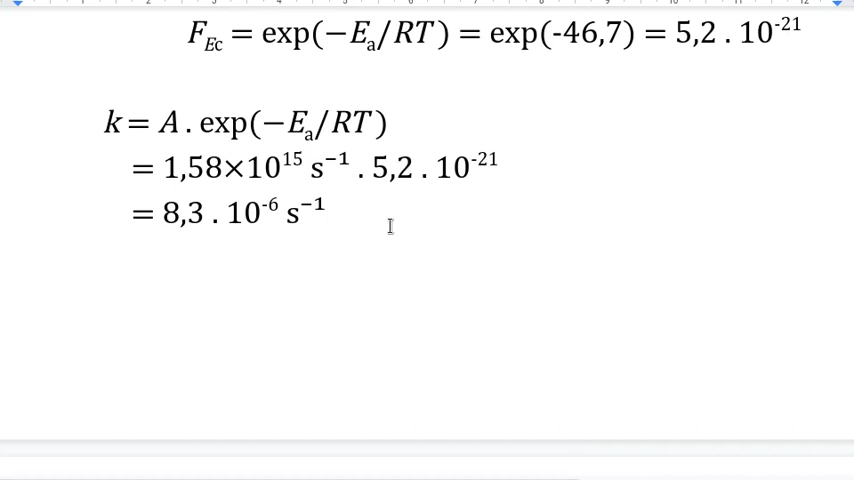 F_Ec = exp(−E_a/RT) = exp(-46,7) = 5,2 . 10^-21
k = A . exp(−E_a/RT)
= 1,58×10^15 s^−1 . 5,2 . 10^-21
= 8,3 . 10^-6 s^−1